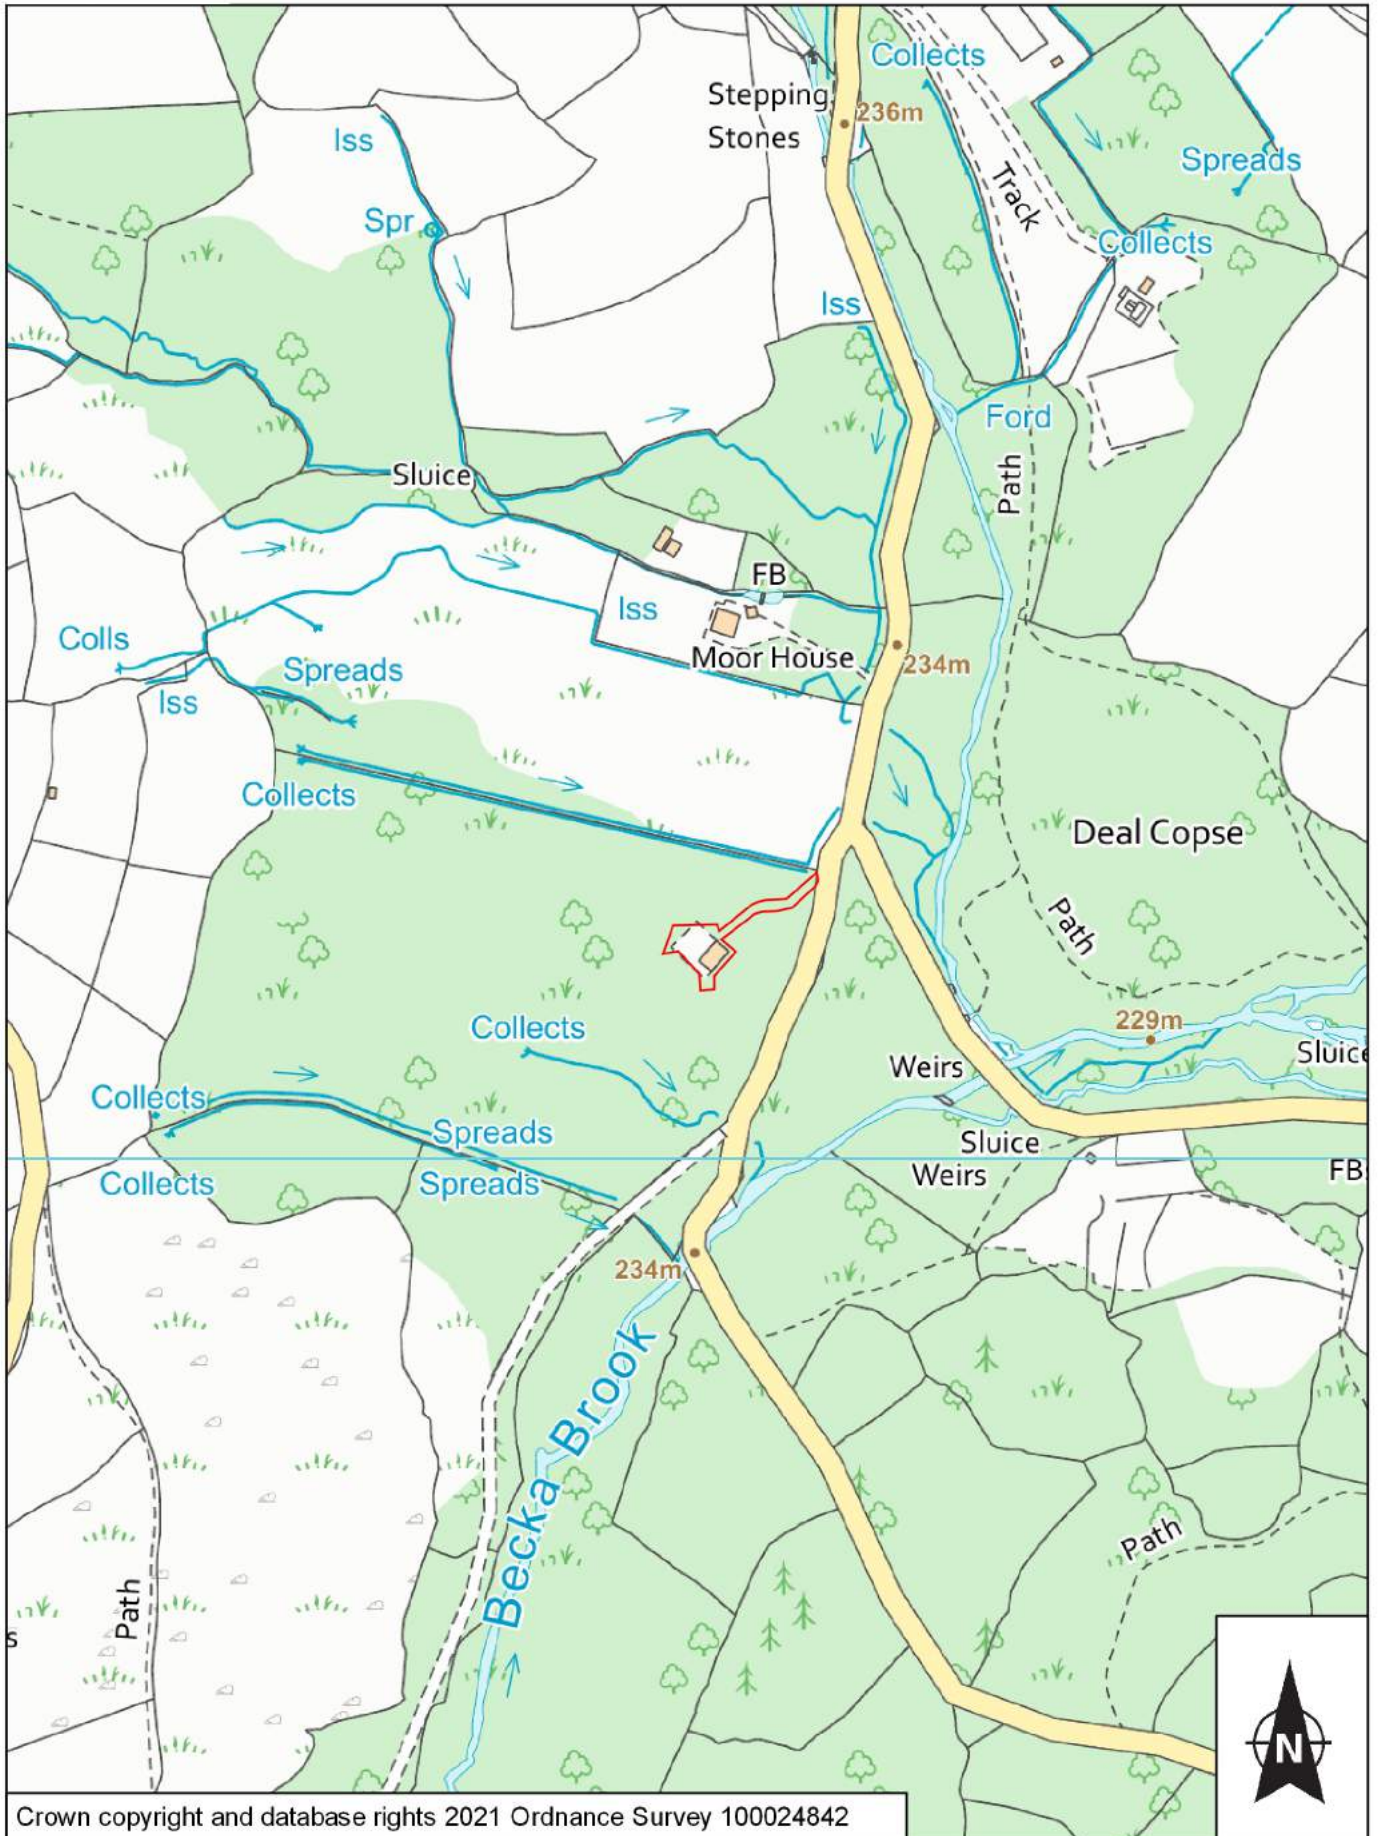 Collects
Stepping
Stones
236m
Iss
Spreads
Track
Spr
Collects
Iss
Ford
Sluice
Path
FB
Iss
Colls
Moor House
234m
Spreads
Iss
Collects
Deal Copse
Path
Collects
229m
Weirs
Sluice
Collects
Spreads
Sluice
Weirs
Collects
Spreads
FB
234m
Becka Brook
Path
Path
s
N
Crown copyright and database rights 2021 Ordnance Survey 100024842